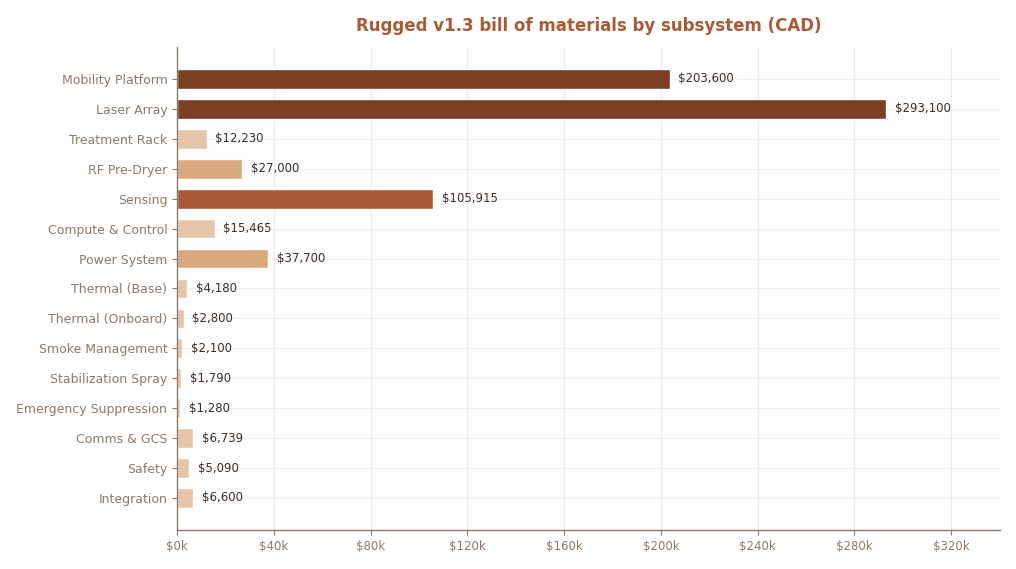 Rugged v1.3 bill of materials by subsystem (CAD)
Mobility Platform $203,600
Laser Array $293,100
Treatment Rack $12,230
RF Pre-Dryer $27,000
Sensing $105,915
Compute & Control $15,465
Power System $37,700
Thermal (Base) $4,180
Thermal (Onboard) $2,800
Smoke Management $2,100
Stabilization Spray $1,790
Emergency Suppression $1,280
Comms & GCS $6,739
Safety $5,090
Integration $6,600
$0k $40k $80k $120k $160k $200k $240k $280k $320k